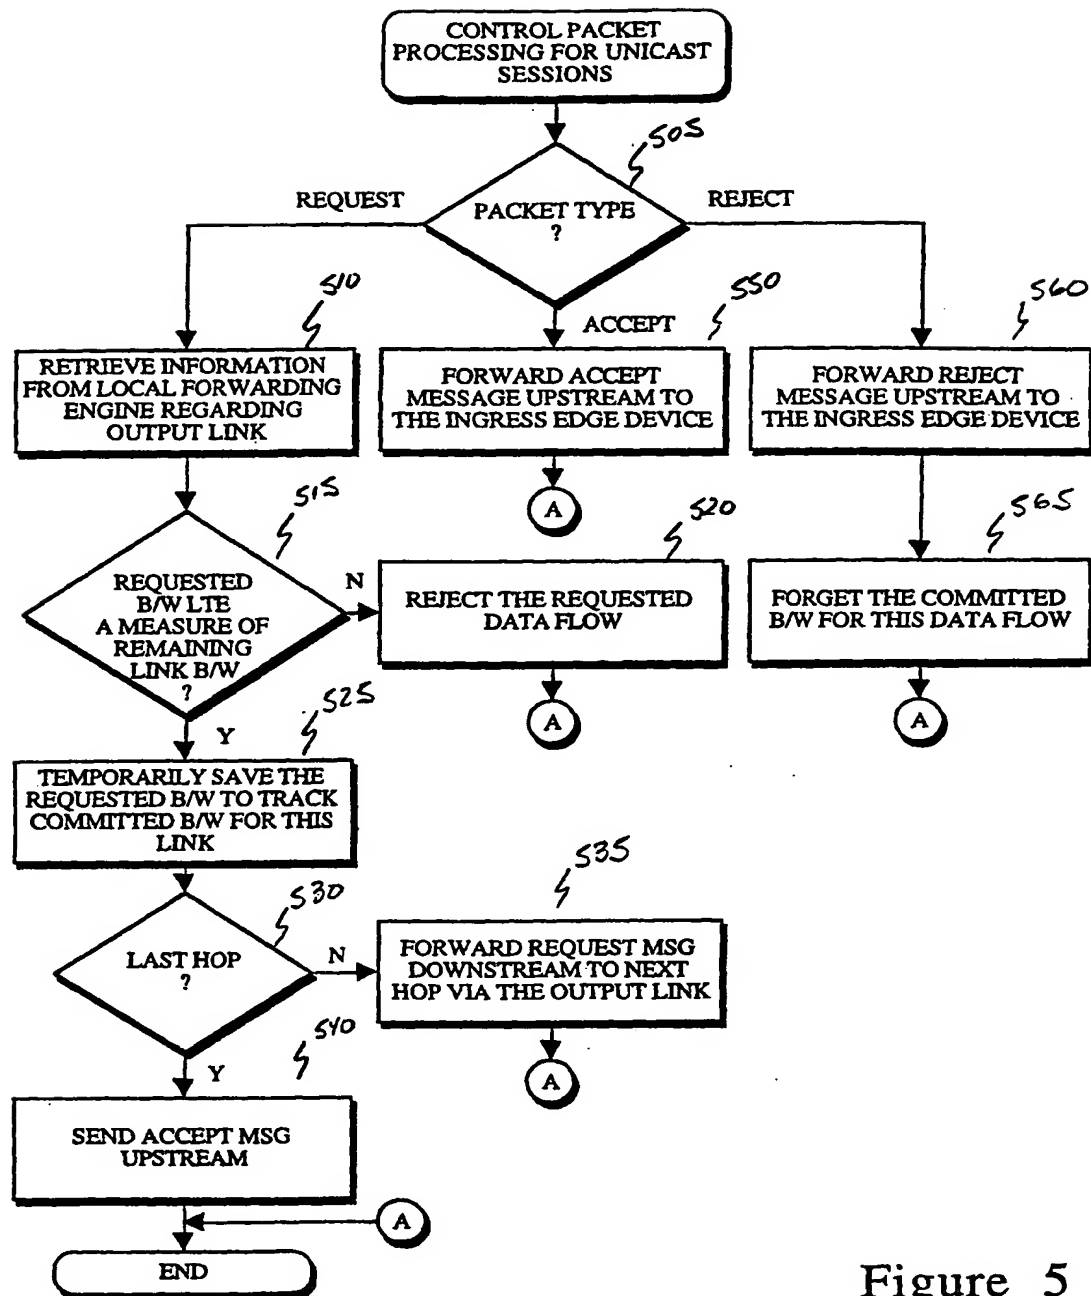 CONTROL PACKET
PROCESSING FOR UNICAST
SESSIONS
505
REQUEST
PACKET TYPE
?
REJECT
510
ACCEPT
550
560
RETRIEVE INFORMATION
FROM LOCAL FORWARDING
ENGINE REGARDING
OUTPUT LINK
FORWARD ACCEPT
MESSAGE UPSTREAM TO
THE INGRESS EDGE DEVICE
FORWARD REJECT
MESSAGE UPSTREAM TO
THE INGRESS EDGE DEVICE
A
515
520
565
REQUESTED
B/W LTE
A MEASURE OF
REMAINING
LINK B/W
?
N
REJECT THE REQUESTED
DATA FLOW
FORGET THE COMMITTED
B/W FOR THIS DATA FLOW
A
A
Y
525
TEMPORARILY SAVE THE
REQUESTED B/W TO TRACK
COMMITTED B/W FOR THIS
LINK
530
535
LAST HOP
?
N
FORWARD REQUEST MSG
DOWNSTREAM TO NEXT
HOP VIA THE OUTPUT LINK
A
Y
540
SEND ACCEPT MSG
UPSTREAM
A
END
Figure 5